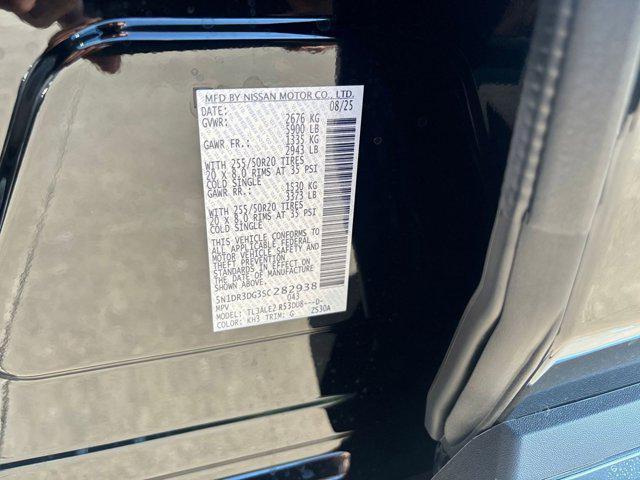 MFD BY NISSAN MOTOR CO., LTD.
DATE: 08/25
GVWR: 2676 KG
5900 LB
GAWR FR.: 1335 KG
2943 LB
WITH 255/50R20 TIRES
20 X 8.0 RIMS AT 35 PSI
COLD SINGLE
GAWR RR.: 1530 KG
3373 LB
WITH 255/50R20 TIRES
20 X 8.0 RIMS AT 35 PSI
COLD SINGLE
THIS VEHICLE CONFORMS TO
ALL APPLICABLE FEDERAL
MOTOR VEHICLE SAFETY AND
THEFT PREVENTION
STANDARDS IN EFFECT ON
THE DATE OF MANUFACTURE
SHOWN ABOVE
5N1DR3DG3SC282938
MPV 043
MODEL: TL3ALE2 R53DU8---D-
COLOR: KH3 TRIM: G ZS30A